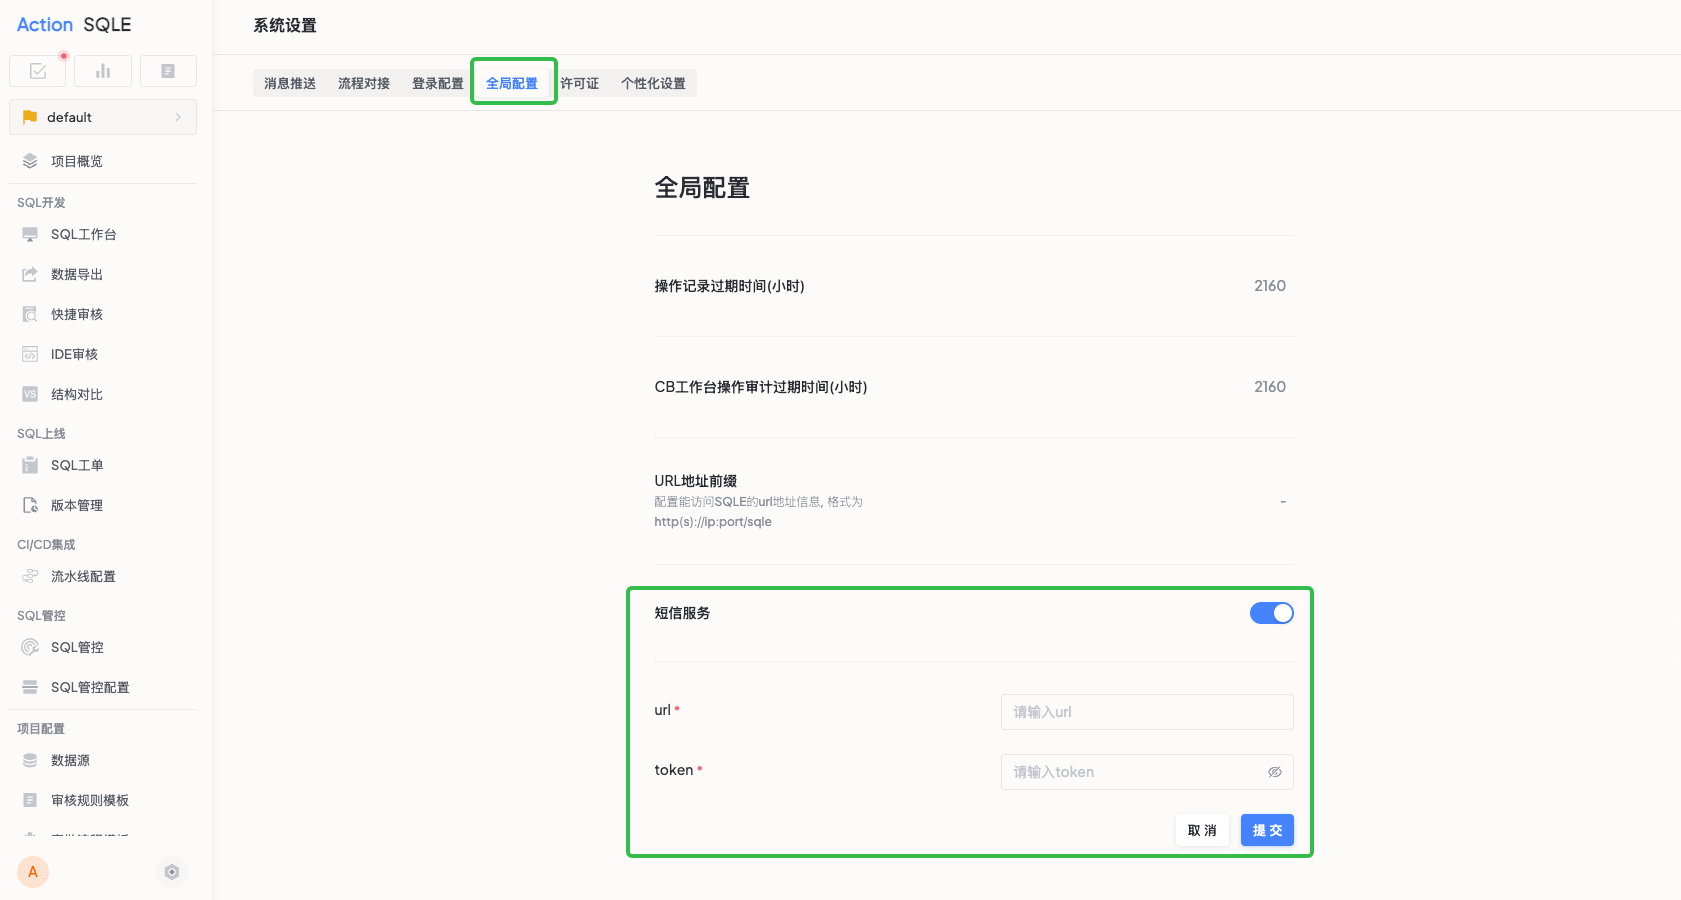 Action SQLE
default
项目概览
SQL开发
SQL工作台
数据导出
快捷审核
IDE审核
VS
结构对比
SQL上线
SQL工单
版本管理
CI/CD集成
流水线配置
SQL管控
SQL管控
SQL管控配置
项目配置
数据源
审核规则模板
A
系统设置
消息推送 流程对接 登录配置 全局配置 许可证 个性化设置
全局配置
操作记录过期时间(小时) 2160
CB工作台操作审计过期时间(小时) 2160
URL地址前缀
配置能访问SQLE的url地址信息, 格式为
http(s)://ip:port/sqle
-
短信服务
url * 请输入url
token * 请输入token
取 消 提 交